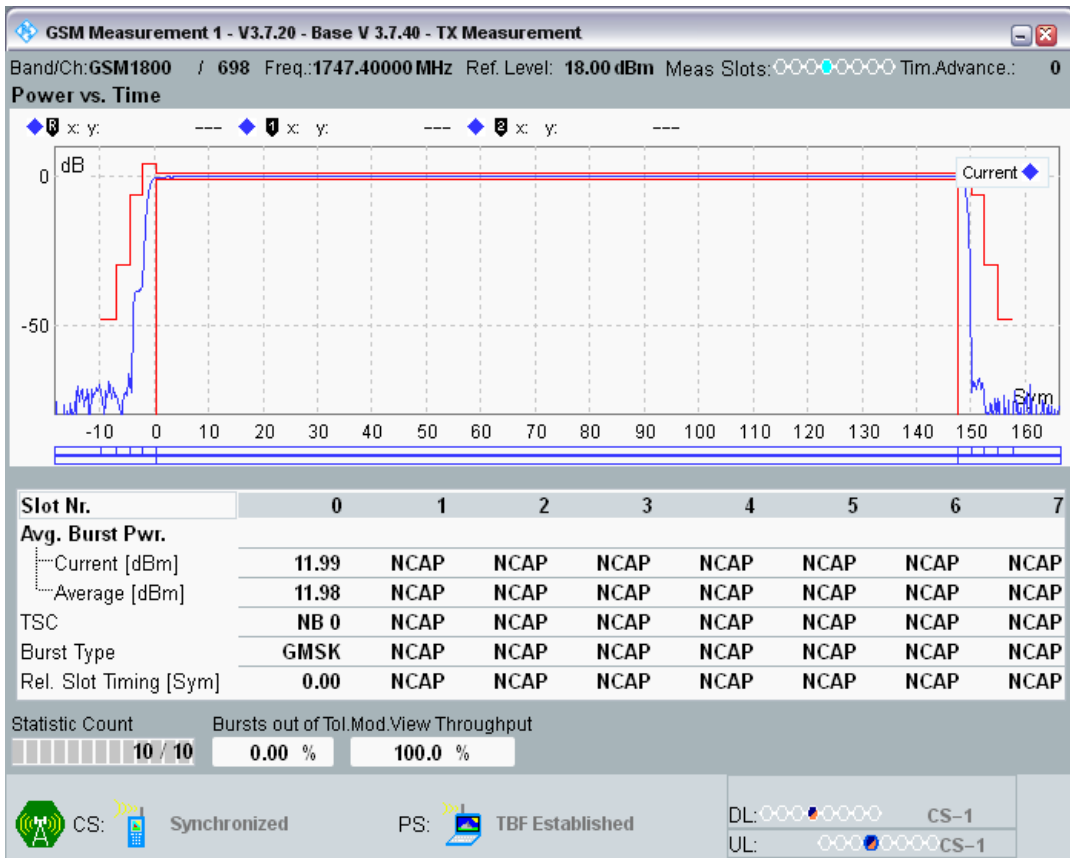 GSM Measurement 1 - V3.7.20 - Base V 3.7.40 - TX Measurement
Band/Ch:GSM1800 / 698 Freq.:1747.40000 MHz Ref. Level: 18.00 dBm Meas Slots: Tim.Advance.: 0
Power vs. Time
R x: y: --- 1 x: y: --- 2 x: y: ---
dB
Current
0
-50
Sym
-10 0 10 20 30 40 50 60 70 80 90 100 110 120 130 140 150 160
Slot Nr. 0 1 2 3 4 5 6 7
Avg. Burst Pwr.
Current [dBm] 11.99 NCAP NCAP NCAP NCAP NCAP NCAP NCAP
Average [dBm] 11.98 NCAP NCAP NCAP NCAP NCAP NCAP NCAP
TSC NB 0 NCAP NCAP NCAP NCAP NCAP NCAP NCAP
Burst Type GMSK NCAP NCAP NCAP NCAP NCAP NCAP NCAP
Rel. Slot Timing [Sym] 0.00 NCAP NCAP NCAP NCAP NCAP NCAP NCAP
Statistic Count Bursts out of Tol.Mod.View Throughput
10 / 10 0.00 % 100.0 %
CS: Synchronized PS: TBF Established
DL: CS-1
UL: CS-1